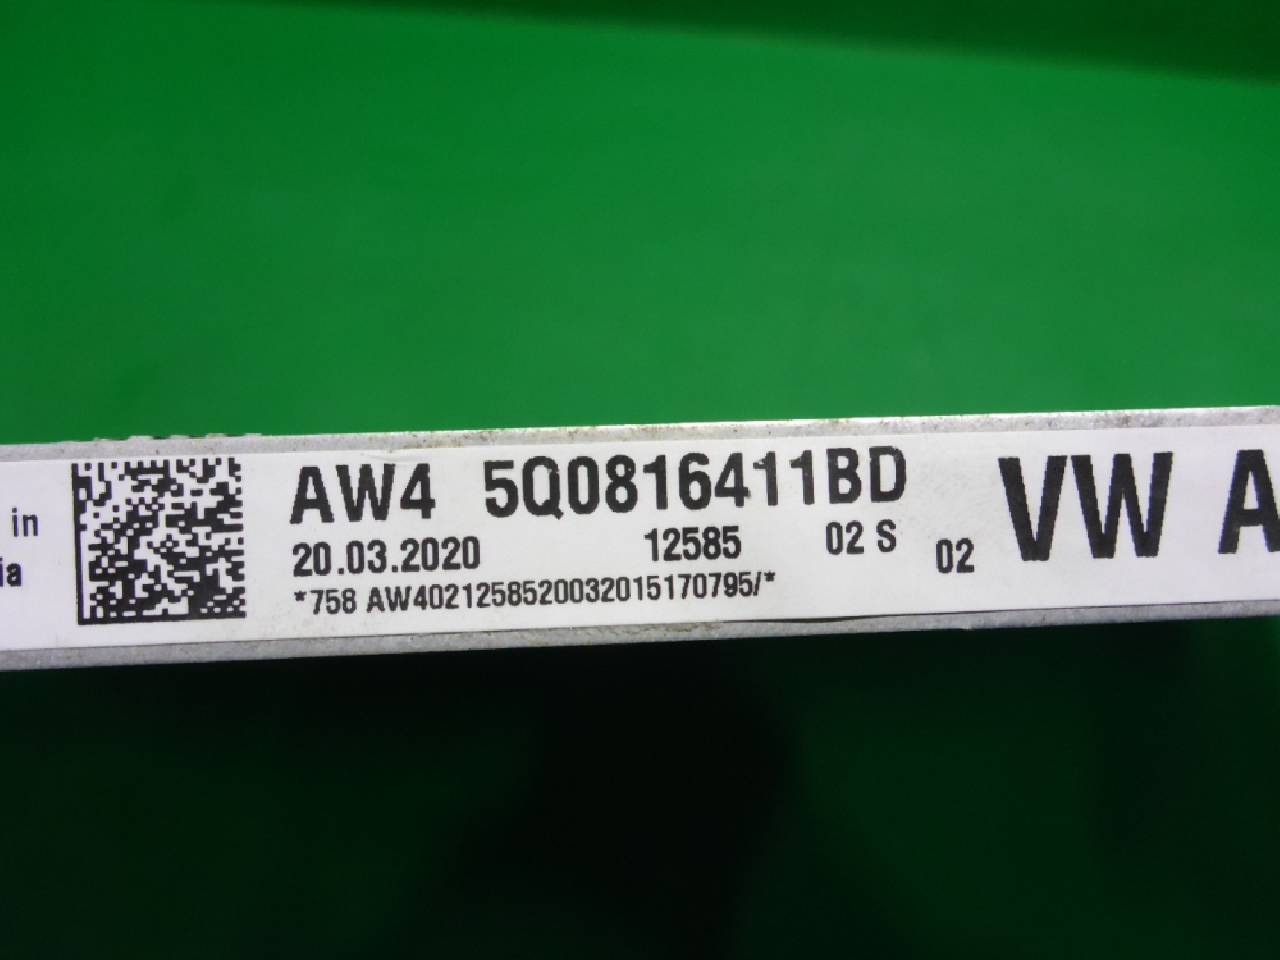 in
ia
AW4 5Q0816411BD
20.03.2020 12585 02 S 02
*758 AW4021258520032015170795/*
VW A